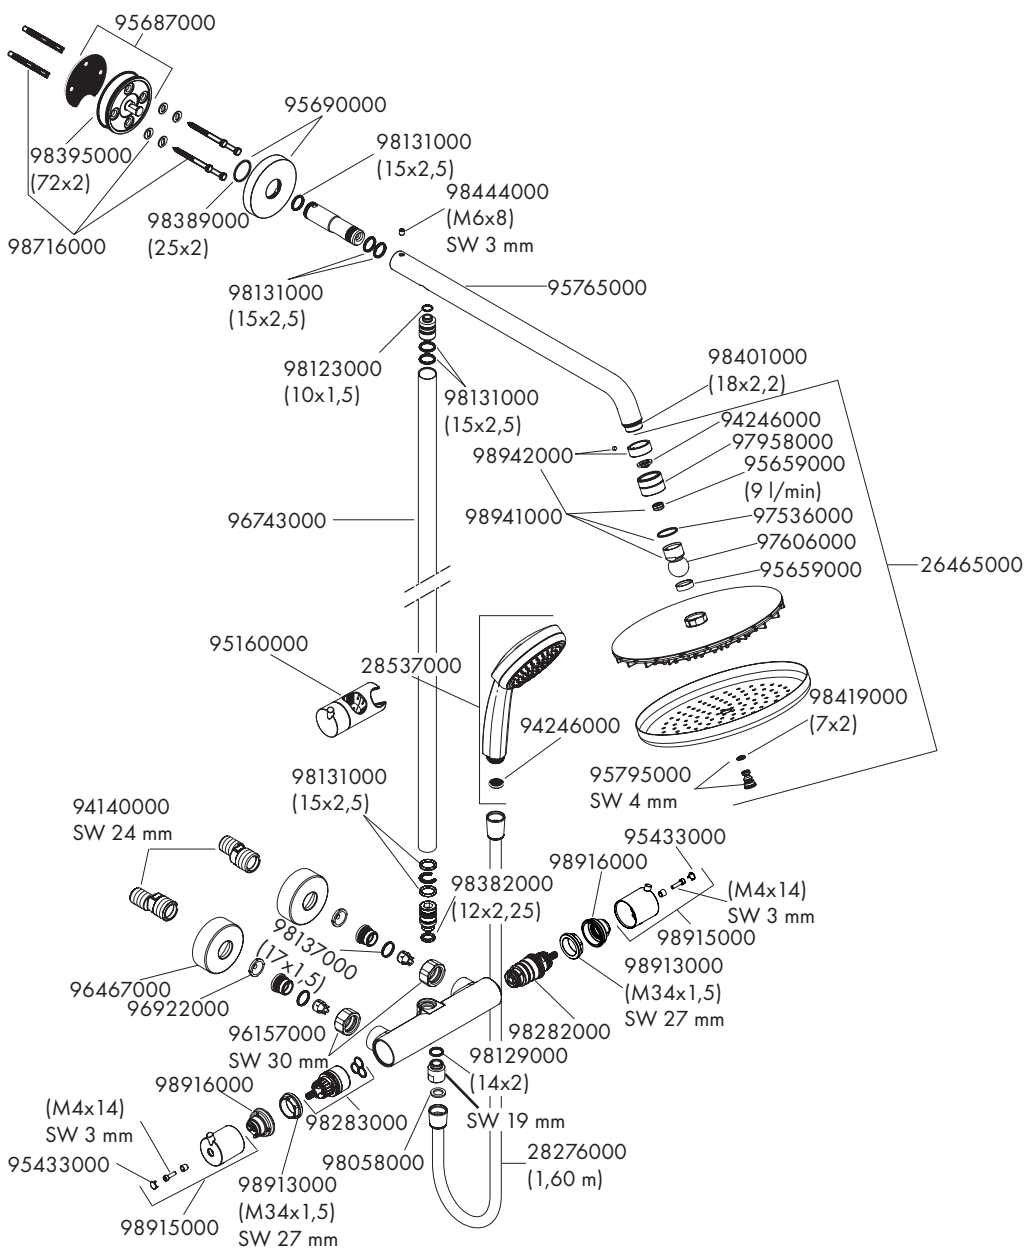 95687000
95690000
98131000
(15x2,5)
98395000
(72x2)
98444000
(M6x8)
SW 3 mm
98389000
(25x2)
98716000
98131000
(15x2,5)
95765000
98123000
(10x1,5)
98401000
(18x2,2)
98131000
(15x2,5)
94246000
97958000
98942000
95659000
(9 l/min)
98941000
97536000
96743000
97606000
95659000
26465000
95160000
28537000
98419000
(7x2)
94246000
95795000
SW 4 mm
98131000
(15x2,5)
94140000
SW 24 mm
95433000
98916000
98382000
(12x2,25)
(M4x14)
SW 3 mm
98915000
98137000
(17x1,5)
98913000
(M34x1,5)
SW 27 mm
96467000
96922000
98282000
96157000
SW 30 mm
98129000
(14x2)
98916000
SW 19 mm
(M4x14)
SW 3 mm
98283000
98058000
28276000
(1,60 m)
95433000
98913000
(M34x1,5)
SW 27 mm
98915000